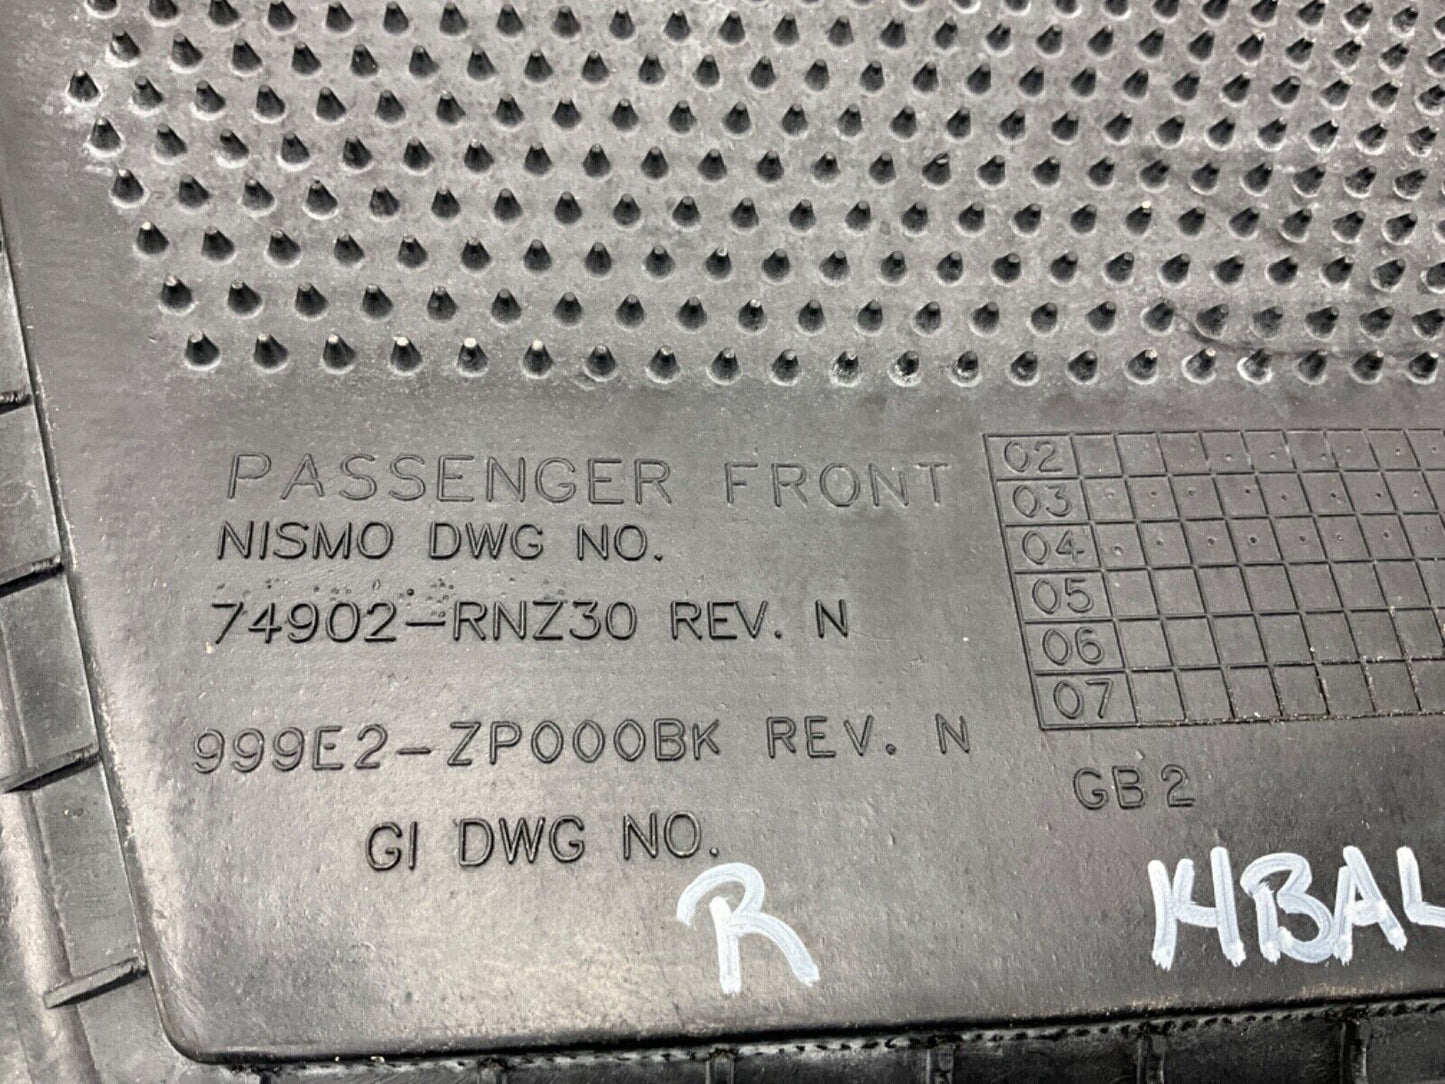 PASSENGER FRONT
NISMO DWG NO.
74902-RNZ30 REV. N
999E2-ZP000BK REV. N
GI DWG NO.
02
03
04
05
06
07
GB2
R